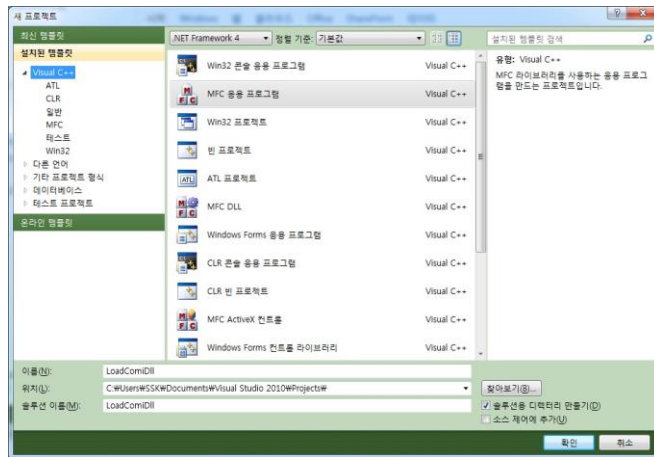 새 프로젝트
최신 템플릿
설치된 템플릿
Visual C++
ATL
CLR
일반
MFC
테스트
Win32
다른 언어
기타 프로젝트 형식
데이터베이스
테스트 프로젝트
온라인 템플릿
.NET Framework 4 정렬 기준: 기본값
Win32 콘솔 응용 프로그램 Visual C++
MFC 응용 프로그램 Visual C++
Win32 프로젝트 Visual C++
빈 프로젝트 Visual C++
ATL 프로젝트 Visual C++
MFC DLL Visual C++
Windows Forms 응용 프로그램 Visual C++
CLR 콘솔 응용 프로그램 Visual C++
CLR 빈 프로젝트 Visual C++
MFC ActiveX 컨트롤 Visual C++
Windows Forms 컨트롤 라이브러리 Visual C++
설치된 템플릿 검색
유형: Visual C++
MFC 라이브러리를 사용하는 응용 프로그
램을 만드는 프로젝트입니다.
이름(N): LoadComiDll
위치(L): C:₩Users₩SSK₩Documents₩Visual Studio 2010₩Projects₩ 찾아보기(B)...
솔루션 이름(M): LoadComiDll
솔루션용 디렉터리 만들기(D)
소스 제어에 추가(U)
확인 취소